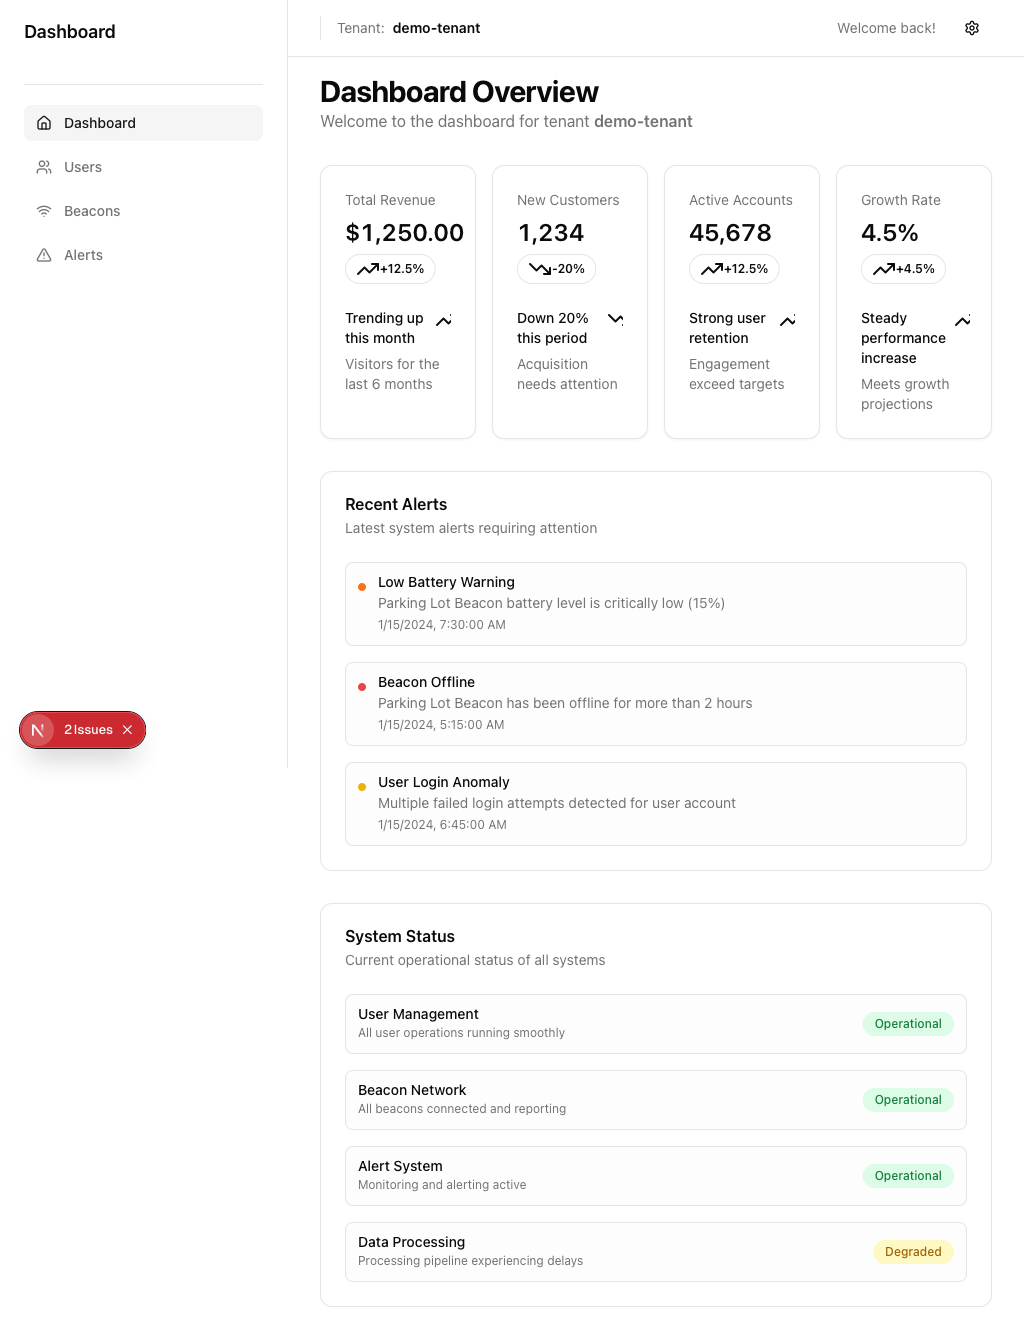 Dashboard
Dashboard
Users
Beacons
Alerts
Tenant: demo-tenant
Welcome back!
Dashboard Overview
Welcome to the dashboard for tenant demo-tenant
Total Revenue
$1,250.00
+12.5%
Trending up
this month
Visitors for the
last 6 months
New Customers
1,234
-20%
Down 20%
this period
Acquisition
needs attention
Active Accounts
45,678
+12.5%
Strong user
retention
Engagement
exceed targets
Growth Rate
4.5%
+4.5%
Steady
performance
increase
Meets growth
projections
Recent Alerts
Latest system alerts requiring attention
Low Battery Warning
Parking Lot Beacon battery level is critically low (15%)
1/15/2024, 7:30:00 AM
Beacon Offline
Parking Lot Beacon has been offline for more than 2 hours
1/15/2024, 5:15:00 AM
User Login Anomaly
Multiple failed login attempts detected for user account
1/15/2024, 6:45:00 AM
N 2 Issues
System Status
Current operational status of all systems
User Management
All user operations running smoothly
Operational
Beacon Network
All beacons connected and reporting
Operational
Alert System
Monitoring and alerting active
Operational
Data Processing
Processing pipeline experiencing delays
Degraded